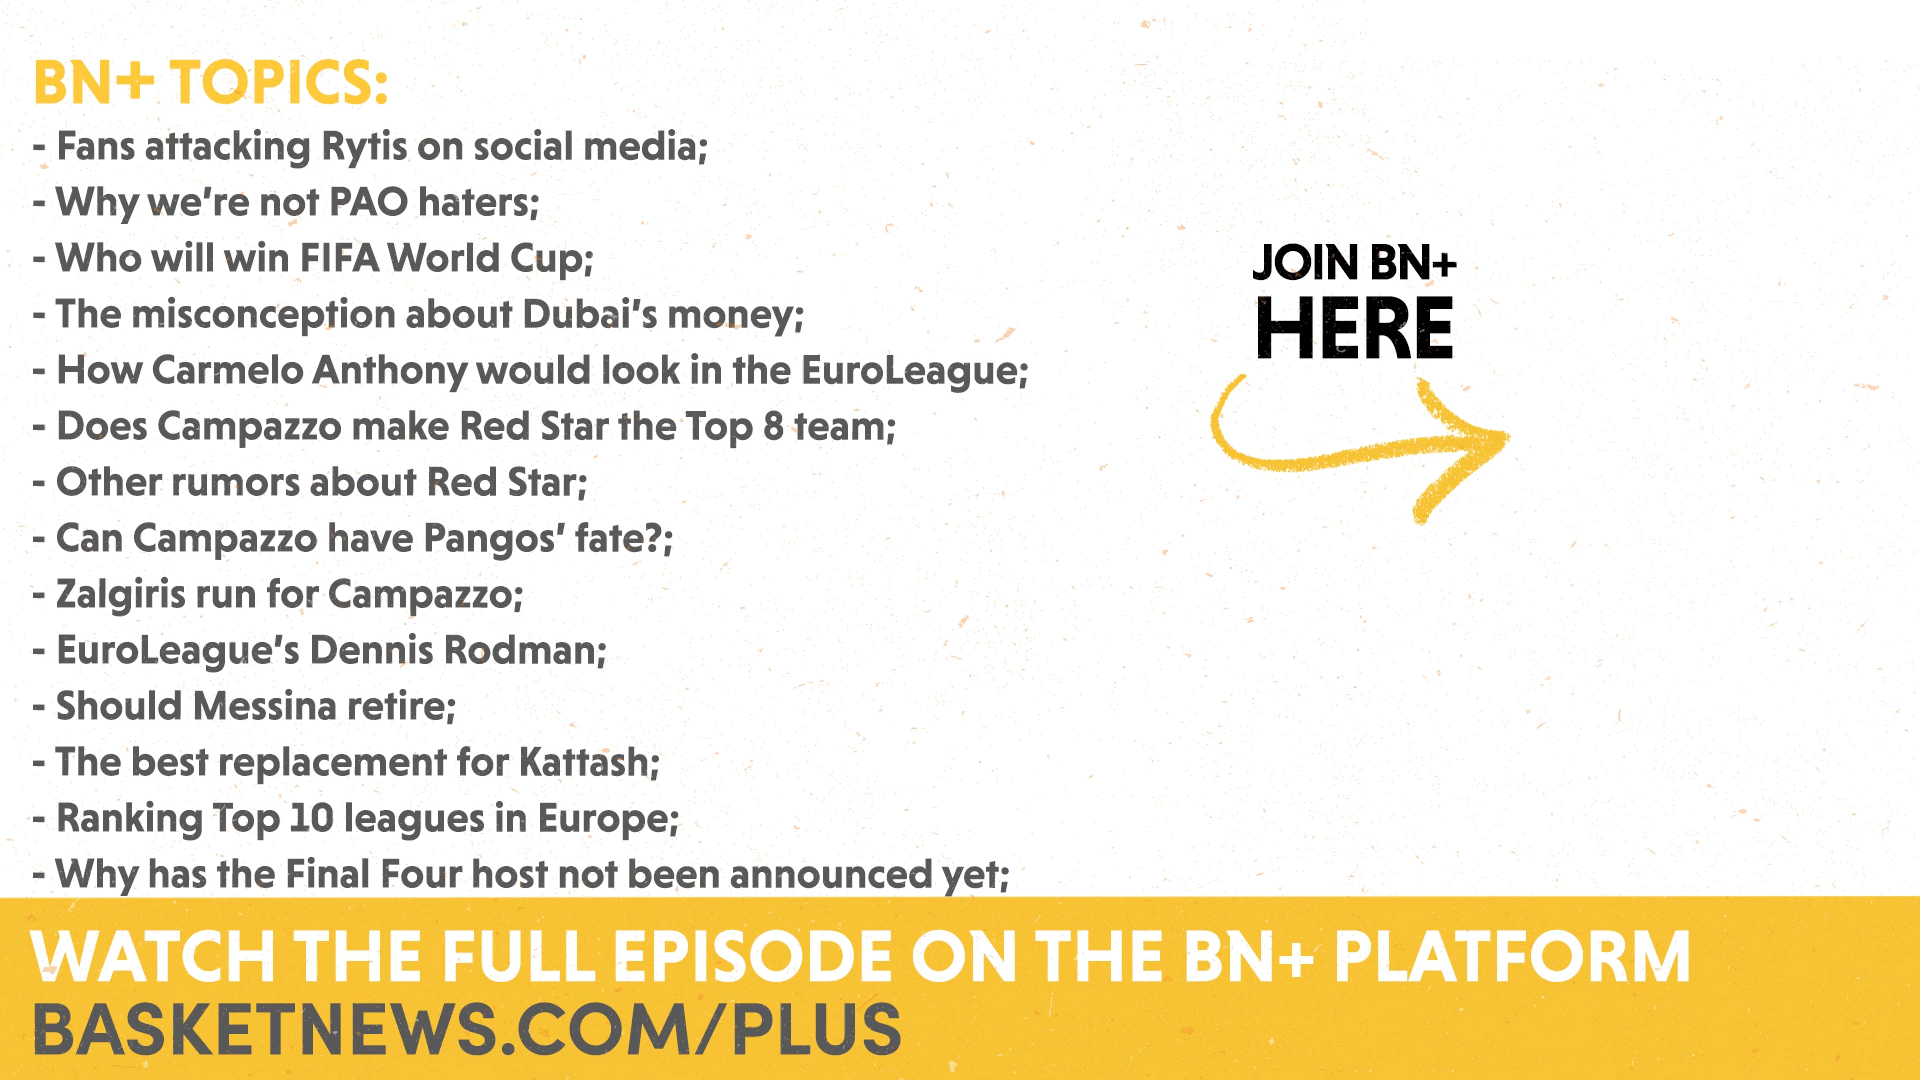 BN+ TOPICS:
- Fans attacking Rytis on social media;
- Why we're not PAO haters;
- Who will win FIFA World Cup;
- The misconception about Dubai's money;
- How Carmelo Anthony would look in the EuroLeague;
- Does Campazzo make Red Star the Top 8 team;
- Other rumors about Red Star;
- Can Campazzo have Pangos' fate?;
- Zalgiris run for Campazzo;
- EuroLeague's Dennis Rodman;
- Should Messina retire;
- The best replacement for Kattash;
- Ranking Top 10 leagues in Europe;
- Why has the Final Four host not been announced yet;
JOIN BN+
HERE
WATCH THE FULL EPISODE ON THE BN+ PLATFORM
BASKETNEWS.COM/PLUS